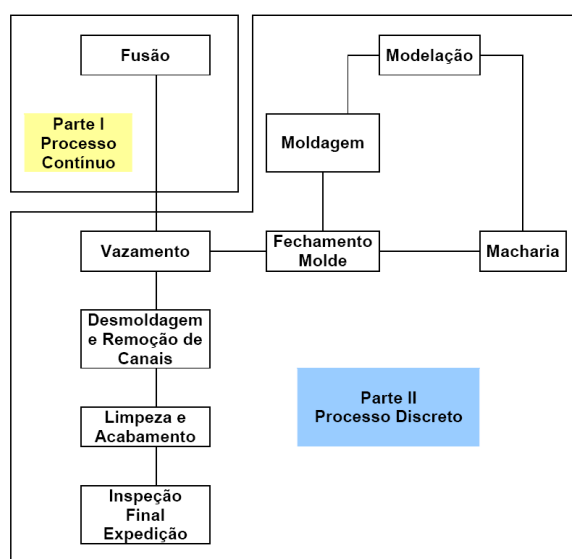 Fusão
Modelação
Parte I
Processo
Contínuo
Moldagem
Vazamento
Fechamento
Molde
Macharia
Desmoldagem
e Remoção de
Canais
Parte II
Processo Discreto
Limpeza e
Acabamento
Inspeção
Final
Expedição